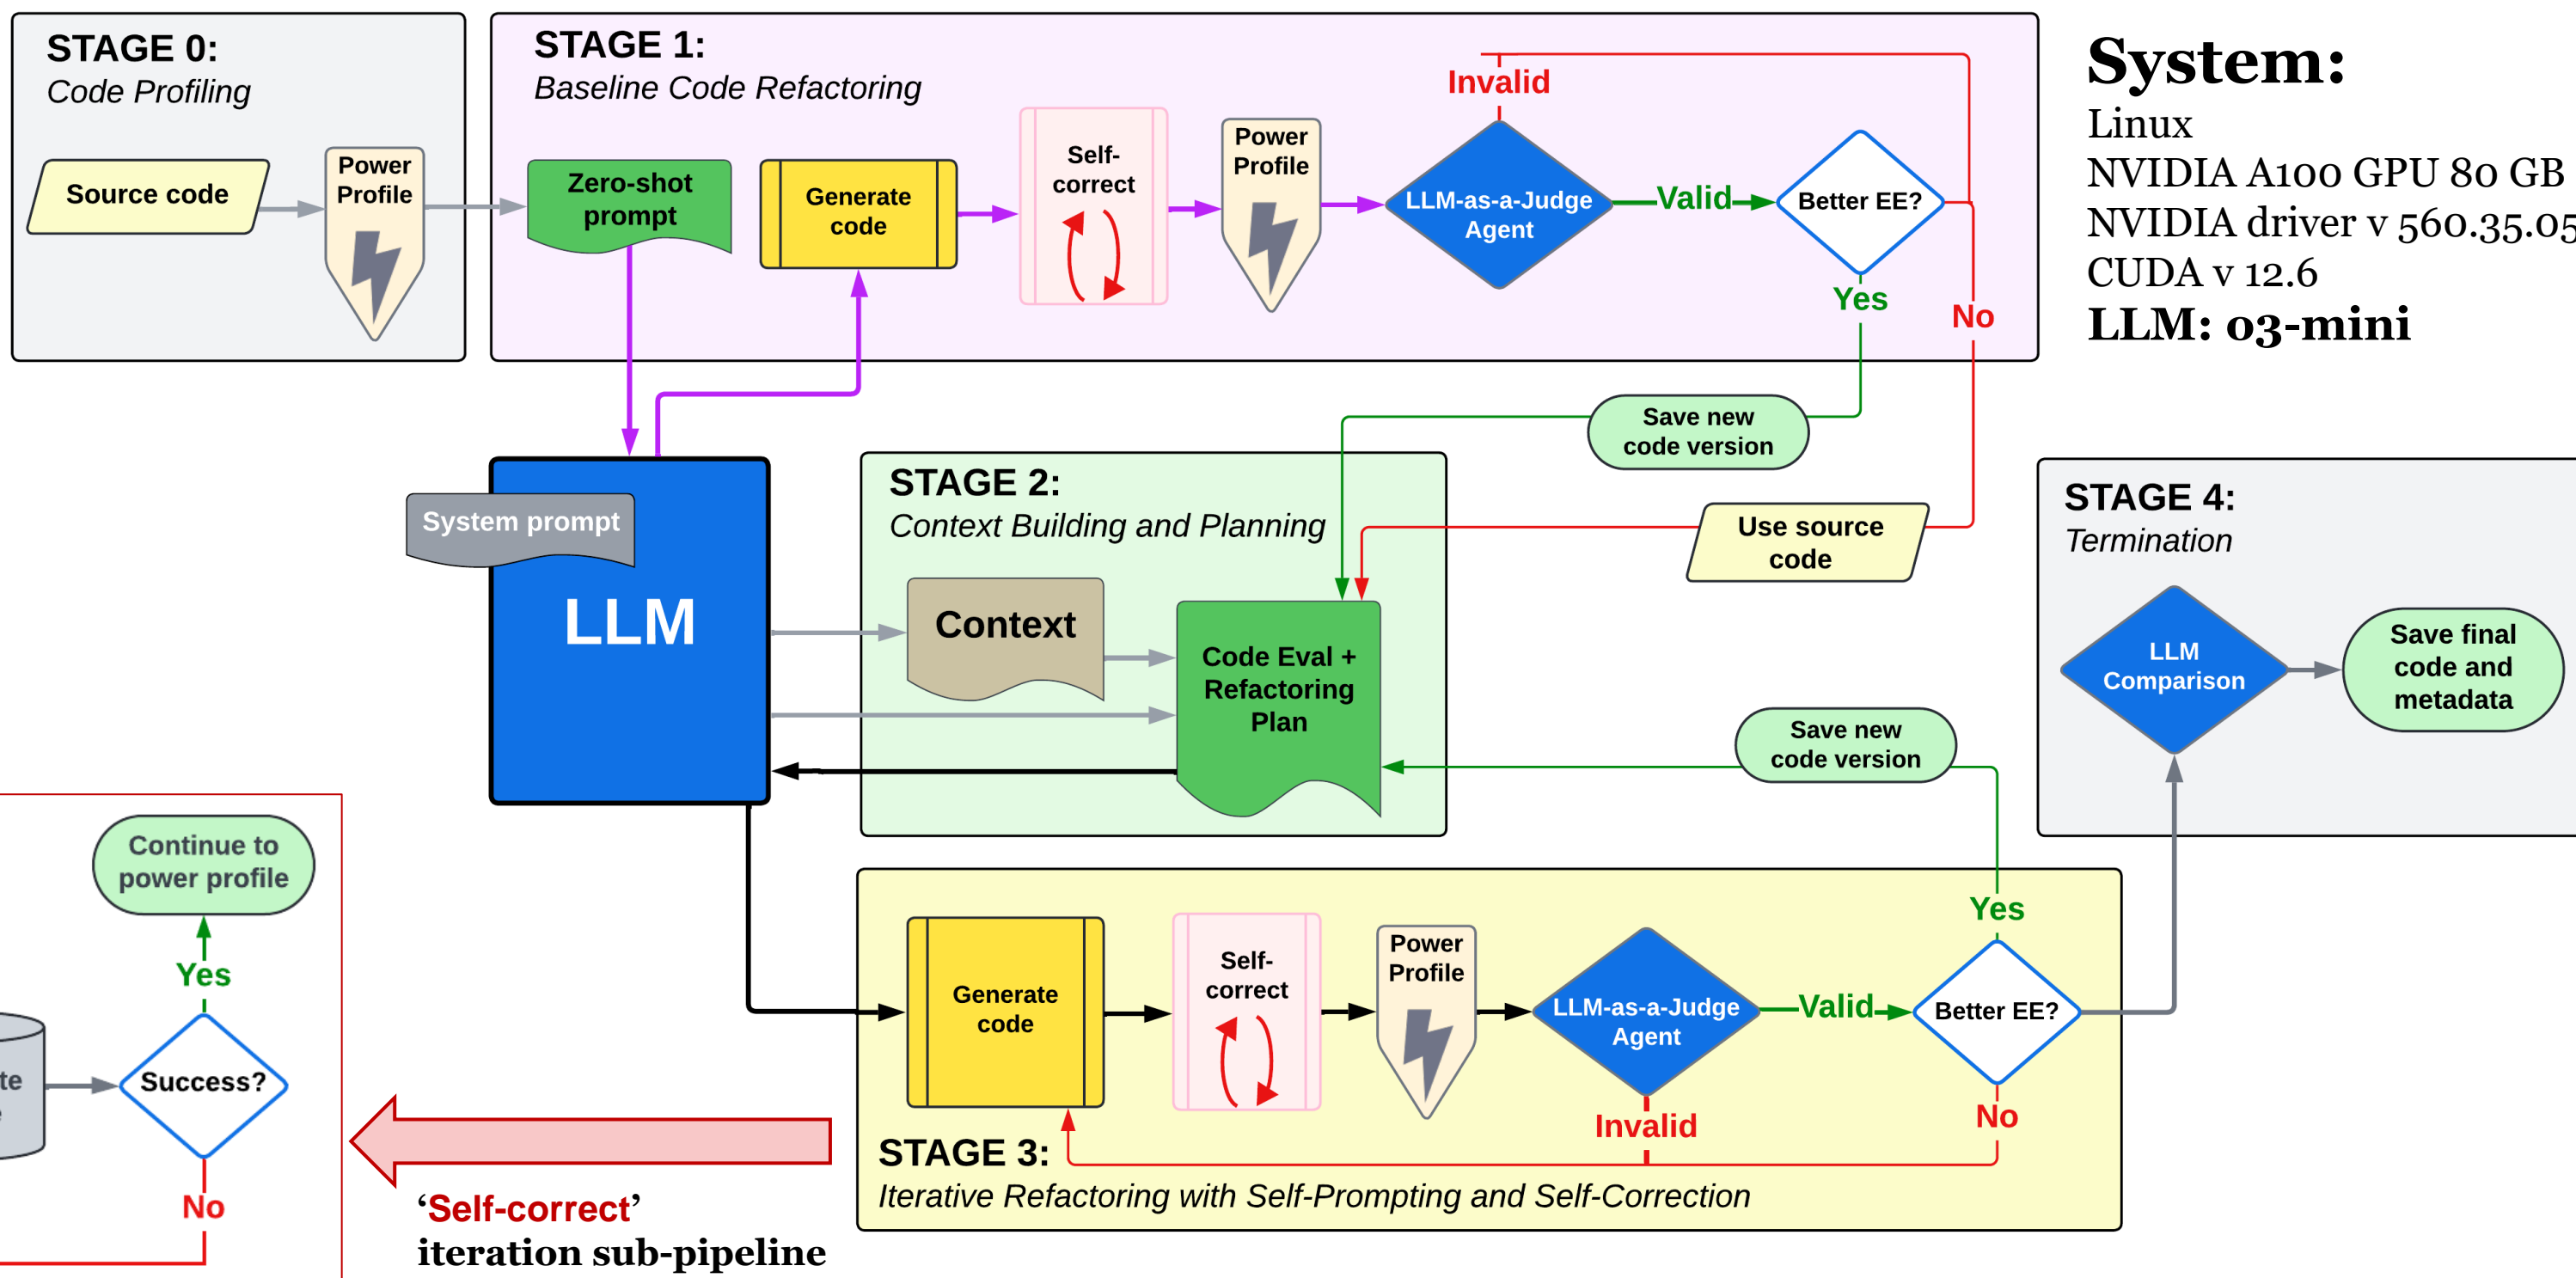 STAGE 0:
Code Profiling
Source code
Power
Profile
STAGE 1:
Baseline Code Refactoring
Zero-shot
prompt
Generate
code
Self-
correct
Power
Profile
Invalid
LLM-as-a-Judge
Agent
Valid
Better EE?
Yes
No
System:
Linux
NVIDIA A100 GPU 80 GB
NVIDIA driver v 560.35.05
CUDA v 12.6
LLM: o3-mini
Save new
code version
Use source
code
System prompt
LLM
STAGE 2:
Context Building and Planning
Context
Code Eval +
Refactoring
Plan
Save new
code version
STAGE 4:
Termination
LLM
Comparison
Save final
code and
metadata
Continue to
power profile
Yes
Success?
No
‘Self-correct’
iteration sub-pipeline
Generate
code
Self-
correct
Power
Profile
LLM-as-a-Judge
Agent
Valid
Better EE?
Yes
Invalid
No
STAGE 3:
Iterative Refactoring with Self-Prompting and Self-Correction